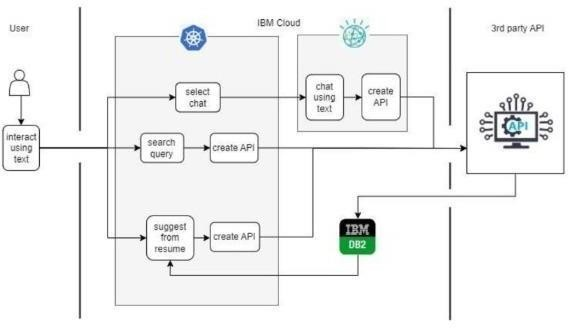 User
IBM Cloud
3rd party API
select
chat
chat
using
text
create
API
interact
using
text
search
query
create API
API
suggest
from
resume
create API
IBM
DB2